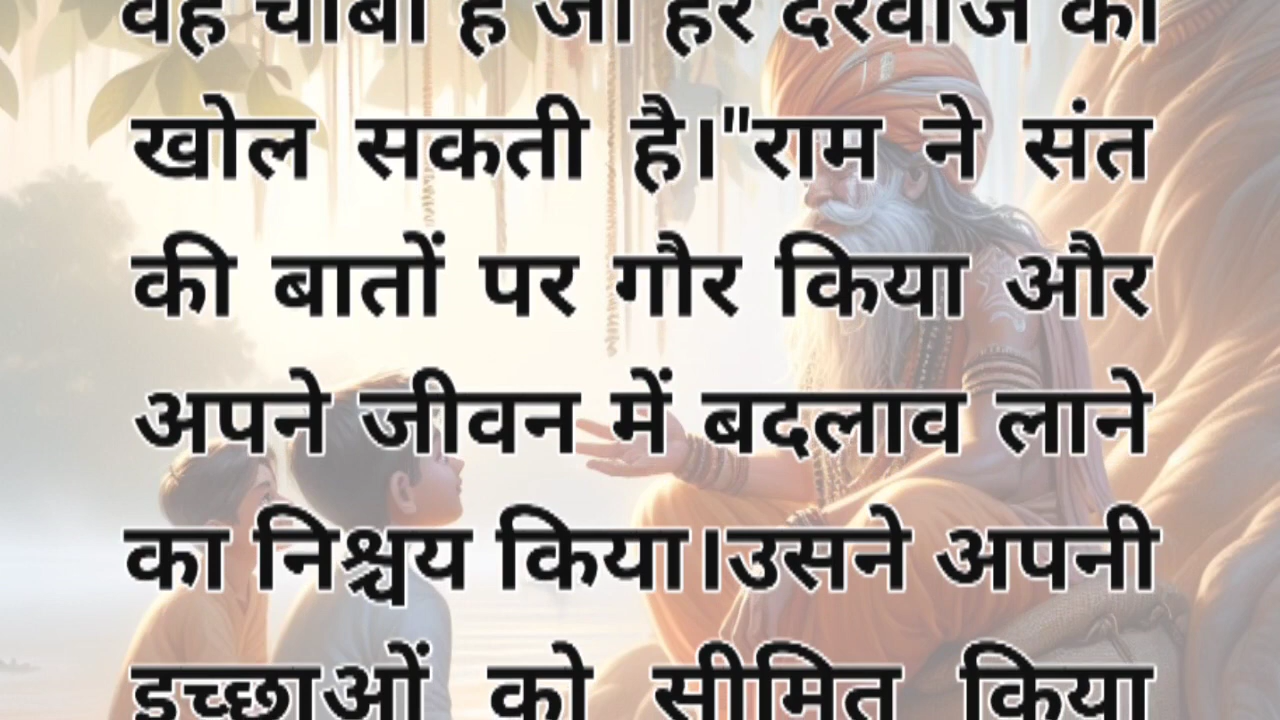 वह चाबी है जो हर दरवाजे को
खोल सकती है।"राम ने संत
की बातों पर गौर किया और
अपने जीवन में बदलाव लाने
का निश्चय किया।उसने अपनी
इच्छाओं को सीमित किया